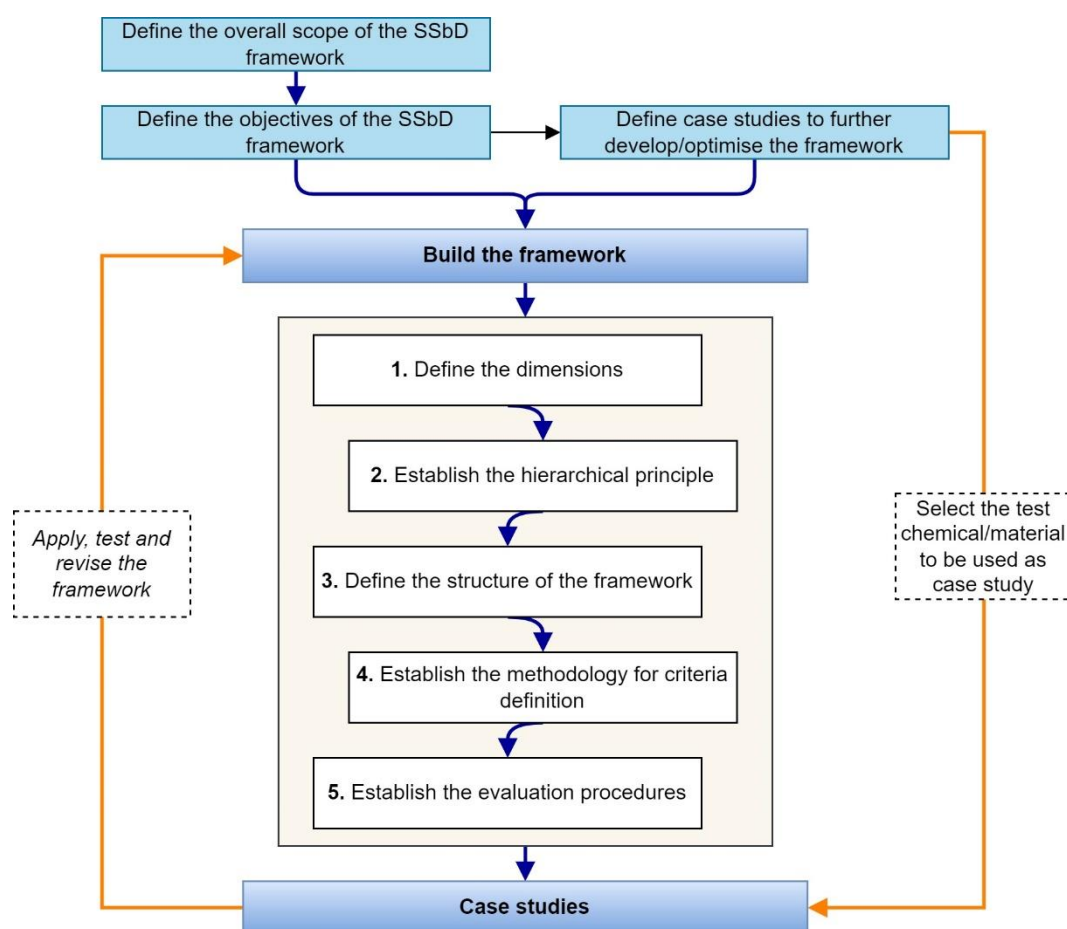 Define the overall scope of the SSbD
framework
Define the objectives of the SSbD
framework
Define case studies to further
develop/optimise the framework
Build the framework
1. Define the dimensions
2. Establish the hierarchical principle
3. Define the structure of the framework
4. Establish the methodology for criteria
definition
5. Establish the evaluation procedures
Apply, test and
revise the
framework
Select the test
chemical/material
to be used as
case study
Case studies